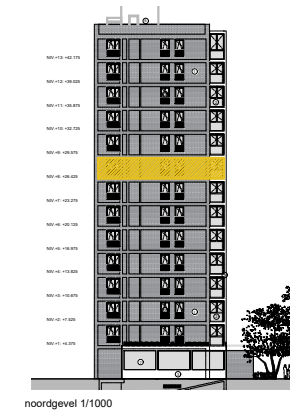 NIV.+13: +42.175
NIV.+12: +39.025
NIV.+11: +35.875
NIV.+10: +32.725
NIV.+9: +29.575
NIV.+8: +26.425
NIV.+7: +23.275
NIV.+6: +20.125
NIV.+5: +16.975
NIV.+4: +13.825
NIV.+3: +10.675
NIV.+2: +7.525
NIV.+1: +4.375
noordgevel 1/1000